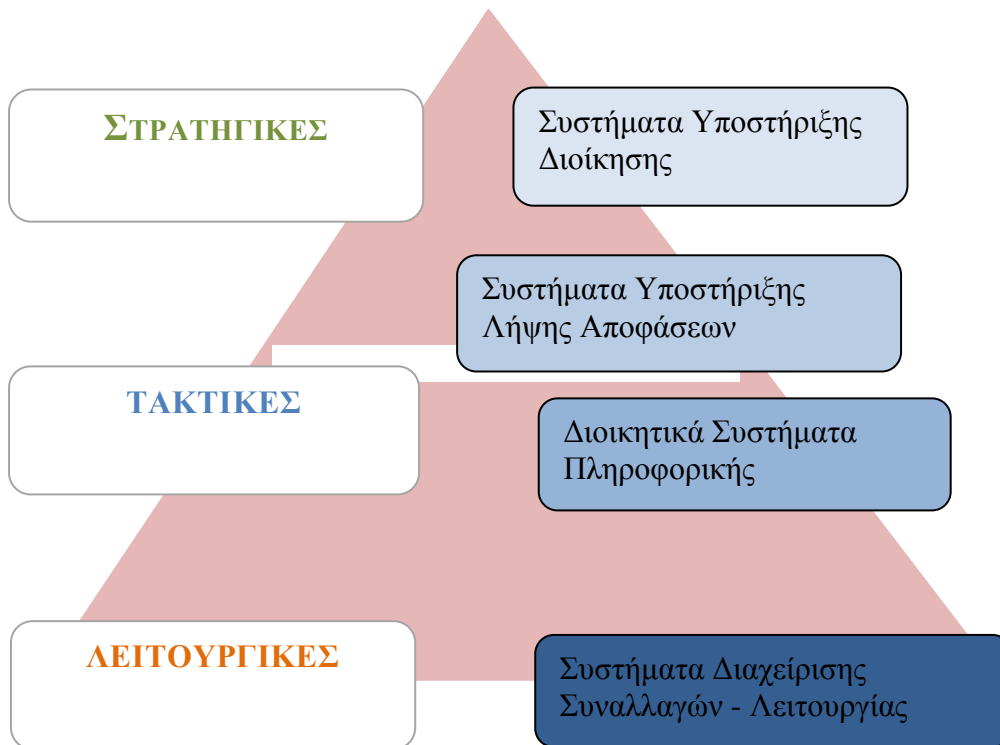 ΣΤΡΑΤΗΓΙΚΕΣ
Συστήματα Υποστήριξης
Διοίκησης
Συστήματα Υποστήριξης
Λήψης Αποφάσεων
ΤΑΚΤΙΚΕΣ
Διοικητικά Συστήματα
Πληροφορικής
ΛΕΙΤΟΥΡΓΙΚΕΣ
Συστήματα Διαχείρισης
Συναλλαγών - Λειτουργίας